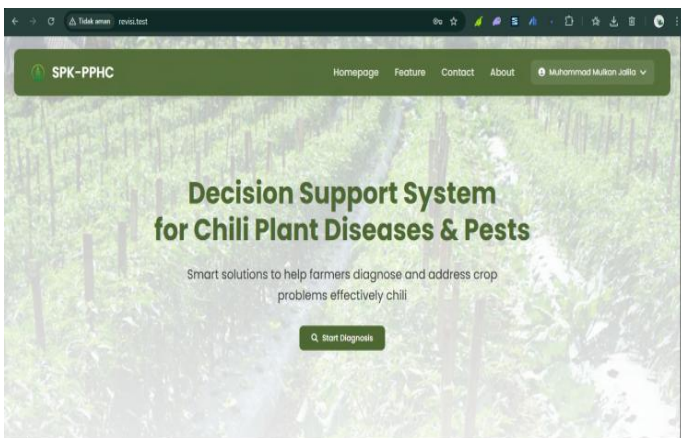 Tidak aman revisi.test
SPK-PPHC Homepage Feature Contact About Muhammad Mulkan Jalila
Decision Support System
for Chili Plant Diseases & Pests
Smart solutions to help farmers diagnose and address crop
problems effectively chili
Start Diagnosis